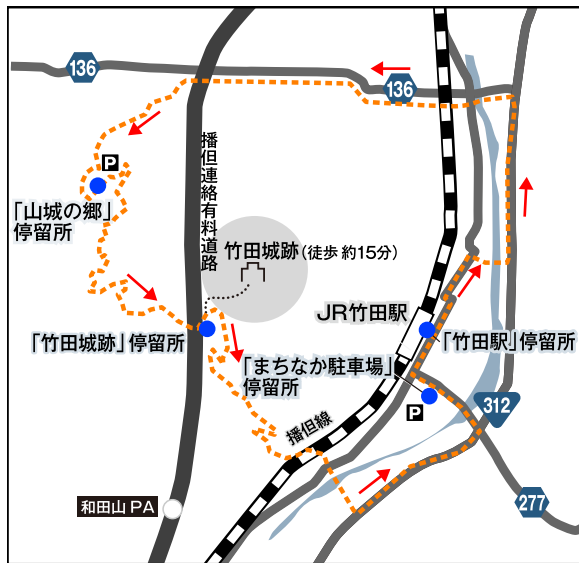 136
136
P
「山城の郷」
停留所
播但連絡有料道路
竹田城跡(徒歩 約15分)
JR竹田駅
「竹田城跡」停留所
「竹田駅」停留所
「まちなか駐車場」
停留所
P
312
播但線
和田山PA
277